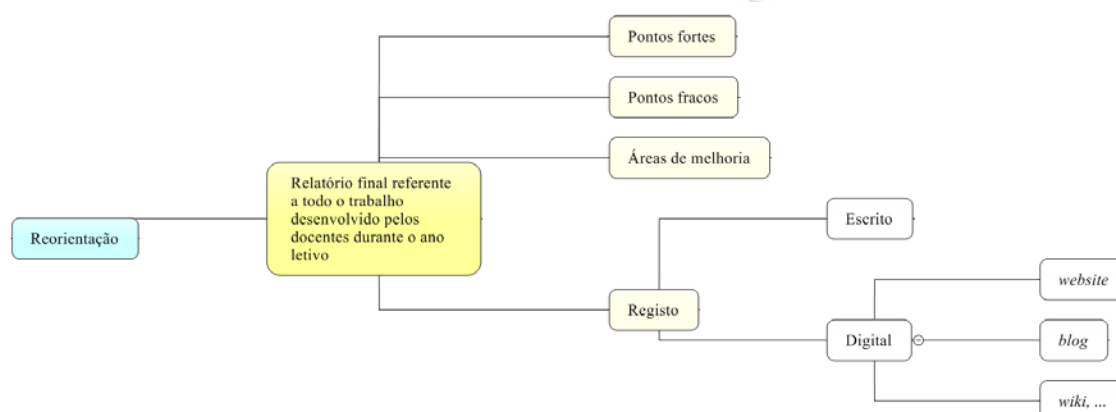 Pontos fortes
Pontos fracos
Áreas de melhoria
Relatório final referente
a todo o trabalho
desenvolvido pelos
docentes durante o ano
letivo
Reorientação
Escrito
Registo
website
Digital
blog
wiki, ...